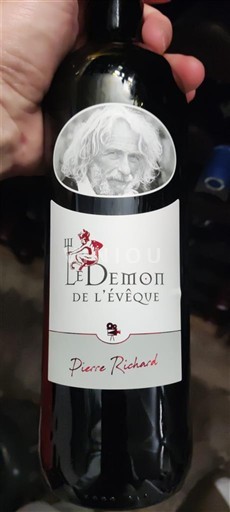 Le Demon
DE L'ÉVÊQUE
Pierre Richard